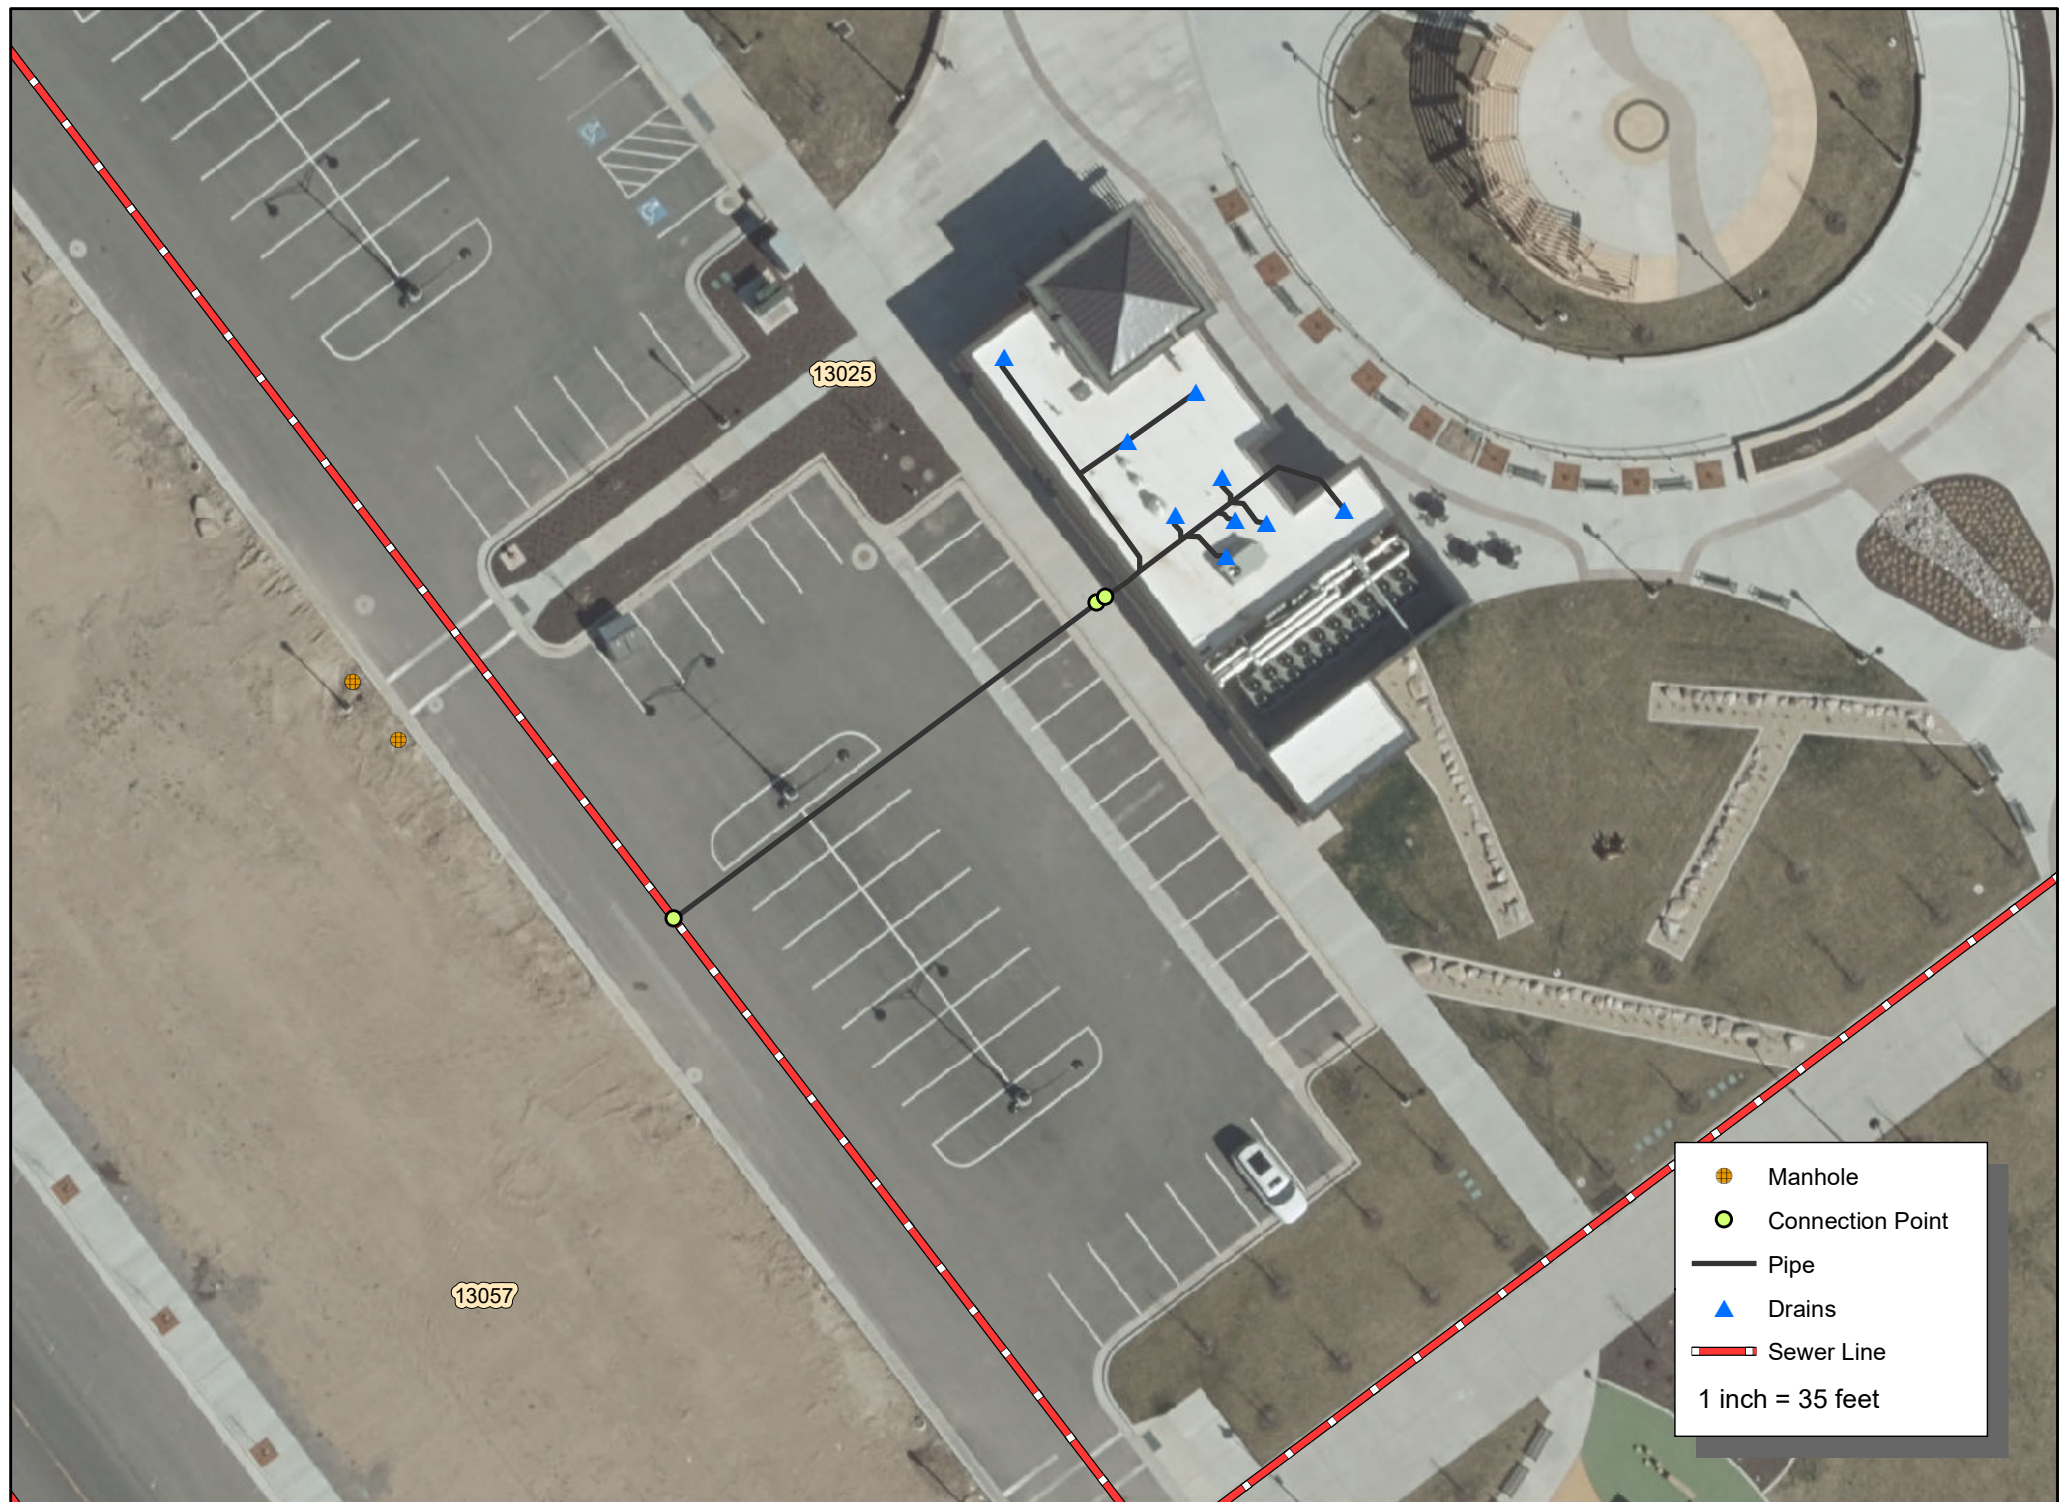 13025
13057
Manhole
Connection Point
Pipe
Drains
Sewer Line
1 inch = 35 feet